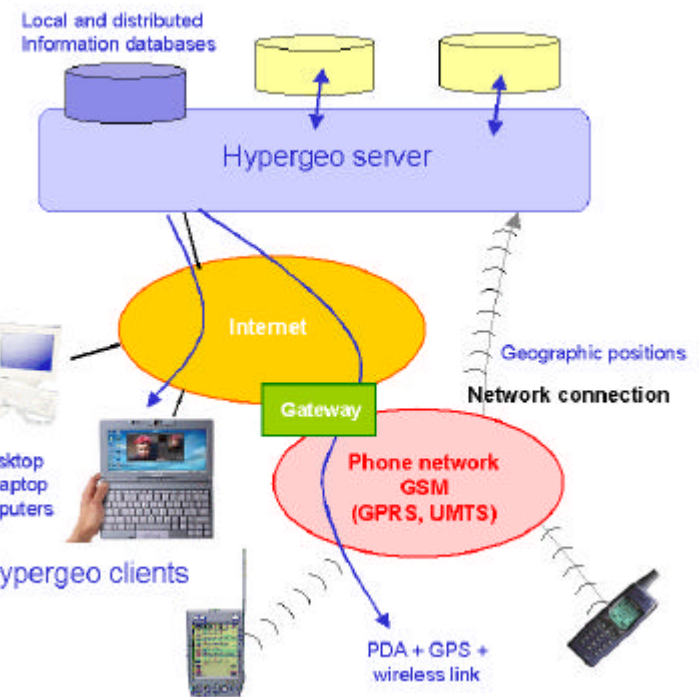 Local and distributed
Information databases
Hypergeo server
Internet
Geographic positions
Network connection
Gateway
Phone network
GSM
(GPRS, UMTS)
sktop
aptop
puters
ypergeo clients
PDA + GPS +
wireless link